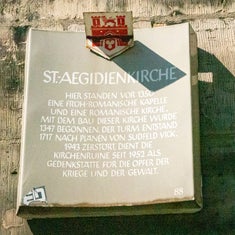 ST.-AEGIDIENKIRCHE
HIER STANDEN VOR 1350
EINE FRÜH-ROMANISCHE KAPELLE
UND EINE ROMANISCHE KIRCHE.
MIT DEM BAU DIESER KIRCHE WURDE
1347 BEGONNEN. DER TURM ENTSTAND
1717 NACH PLÄNEN VON SUDFELD VICK.
1943 ZERSTÖRT, DIENT DIE
KIRCHENRUINE SEIT 1952 ALS
GEDENKSTÄTTE FÜR DIE OPFER DER
KRIEGE UND DER GEWALT.
88